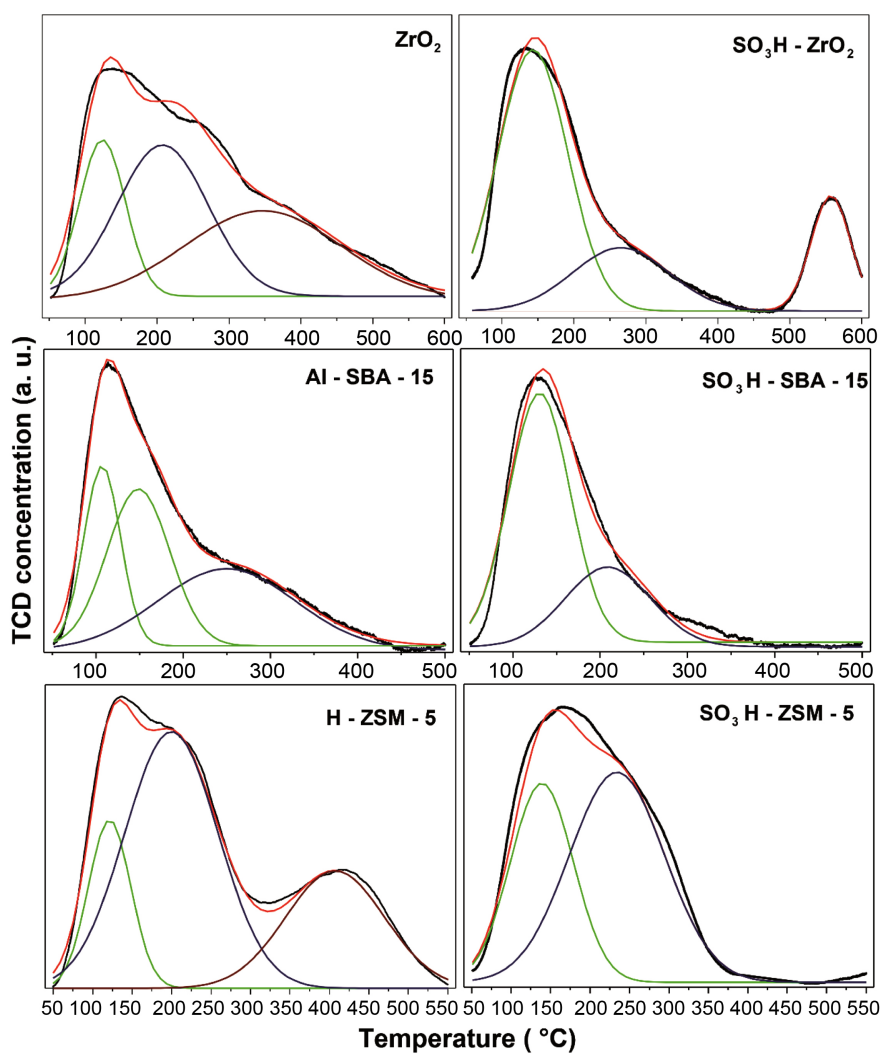 ZrO₂
SO₃H - ZrO₂
100 200 300 400 500 600
100 200 300 400 500 600
Al - SBA - 15
SO₃H - SBA - 15
100 200 300 400 500
100 200 300 400 500
H - ZSM - 5
SO₃H - ZSM - 5
50 100 150 200 250 300 350 400 450 500 550
50 100 150 200 250 300 350 400 450 500 550
TCD concentration (a. u.)
Temperature ( °C)